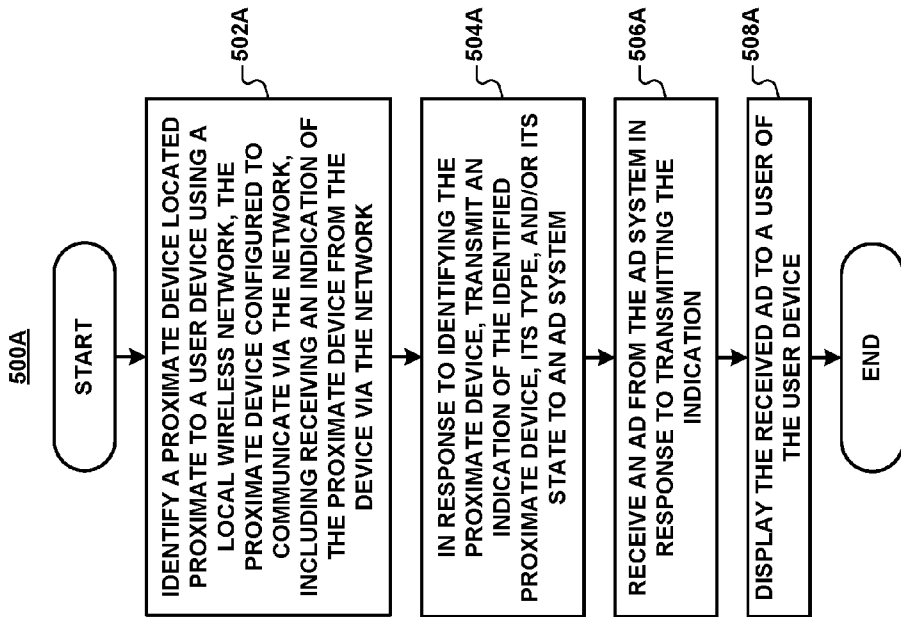 500A
START
IDENTIFY A PROXIMATE DEVICE LOCATED
PROXIMATE TO A USER DEVICE USING A
LOCAL WIRELESS NETWORK, THE
PROXIMATE DEVICE CONFIGURED TO
COMMUNICATE VIA THE NETWORK,
INCLUDING RECEIVING AN INDICATION OF
THE PROXIMATE DEVICE FROM THE
DEVICE VIA THE NETWORK
502A
IN RESPONSE TO IDENTIFYING THE
PROXIMATE DEVICE, TRANSMIT AN
INDICATION OF THE IDENTIFIED
PROXIMATE DEVICE, ITS TYPE, AND/OR ITS
STATE TO AN AD SYSTEM
504A
RECEIVE AN AD FROM THE AD SYSTEM IN
RESPONSE TO TRANSMITTING THE
INDICATION
506A
DISPLAY THE RECEIVED AD TO A USER OF
THE USER DEVICE
508A
END